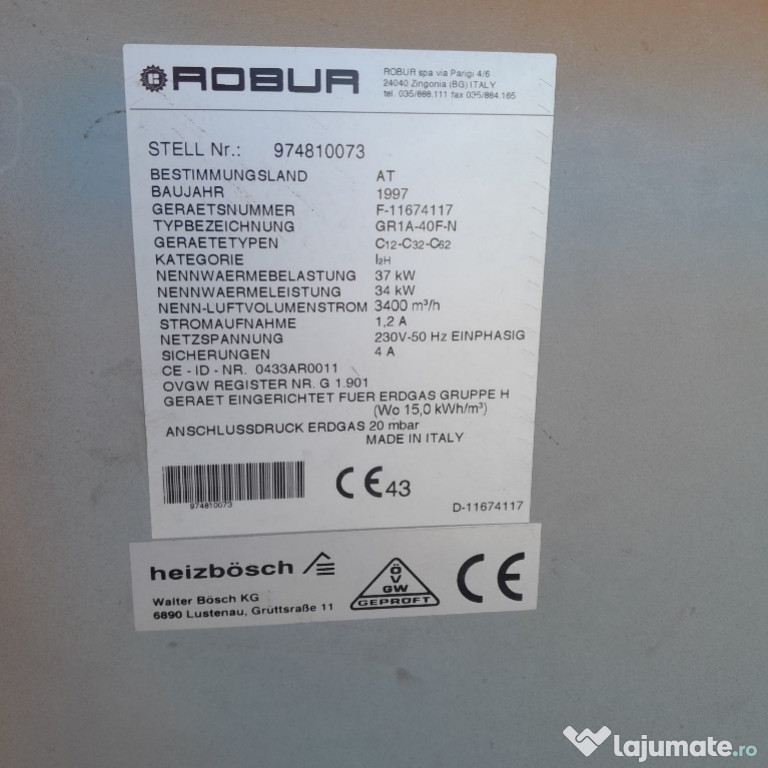 ROBUR
ROBUR spa via Parigi 4/6
24040 Zingonia (BG) ITALY
tel. 035/888.111 fax 035/884.165
STELL Nr.: 974810073
BESTIMMUNGSLAND AT
BAUJAHR 1997
GERAETSNUMMER F-11674117
TYPBEZEICHNUNG GR1A-40F-N
GERAETETYPEN C12-C32-C62
KATEGORIE I2H
NENNWAERMEBELASTUNG 37 kW
NENNWAERMELEISTUNG 34 kW
NENN-LUFTVOLUMENSTROM 3400 m³/h
STROMAUFNAHME 1,2 A
NETZSPANNUNG 230V-50 Hz EINPHASIG
SICHERUNGEN 4 A
CE - ID - NR. 0433AR0011
OVGW REGISTER NR. G 1.901
GERAET EINGERICHTET FUER ERDGAS GRUPPE H
(Wo 15,0 kWh/m³)
ANSCHLUSSDRUCK ERDGAS 20 mbar
MADE IN ITALY
974810073
CE 43
D-11674117
heizbösch
Walter Bösch KG
6890 Lustenau, Gruttsraße 11
ÖVGW
GEPRÜFT
CE
lajumate.ro